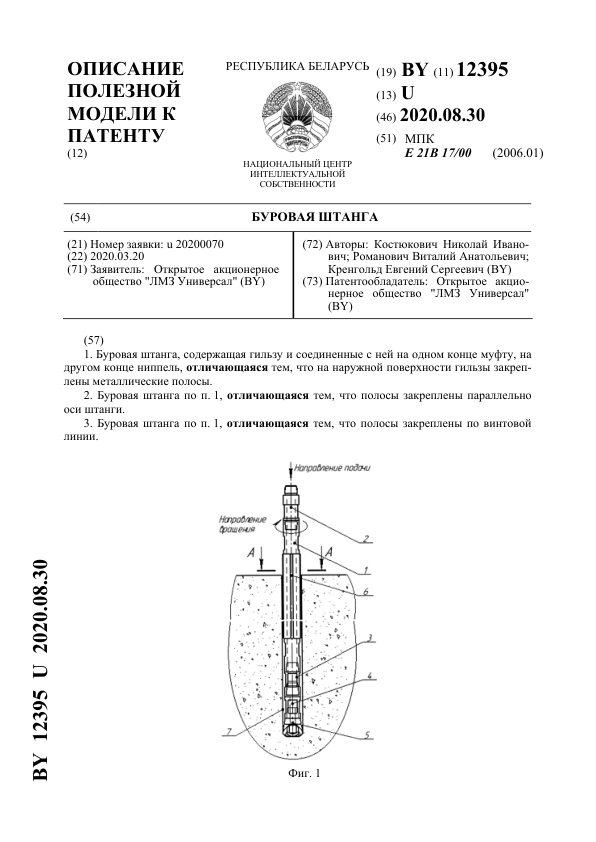 ОПИСАНИЕ
ПОЛЕЗНОЙ
МОДЕЛИ К
ПАТЕНТУ
(12)
РЕСПУБЛИКА БЕЛАРУСЬ
НАЦИОНАЛЬНЫЙ ЦЕНТР
ИНТЕЛЛЕКТУАЛЬНОЙ
СОБСТВЕННОСТИ
(19) BY (11) 12395
(13) U
(46) 2020.08.30
(51) МПК
E 21B 17/00 (2006.01)
(54) БУРОВАЯ ШТАНГА
(21) Номер заявки: u 20200070
(22) 2020.03.20
(71) Заявитель: Открытое акционерное
общество "ЛМЗ Универсал" (BY)
(72) Авторы: Костюкович Николай Ивано-
вич; Романович Виталий Анатольевич;
Кренгольд Евгений Сергеевич (BY)
(73) Патентообладатель: Открытое акцио-
нерное общество "ЛМЗ Универсал"
(BY)
(57)
1. Буровая штанга, содержащая гильзу и соединенные с ней на одном конце муфту, на
другом конце ниппель, отличающаяся тем, что на наружной поверхности гильзы закреп-
лены металлические полосы.
2. Буровая штанга по п. 1, отличающаяся тем, что полосы закреплены параллельно
оси штанги.
3. Буровая штанга по п. 1, отличающаяся тем, что полосы закреплены по винтовой
линии.
Направление подачи
Направление
вращения
2
А А
1
6
3
4
7
5
Фиг. 1
BY 12395 U 2020.08.30